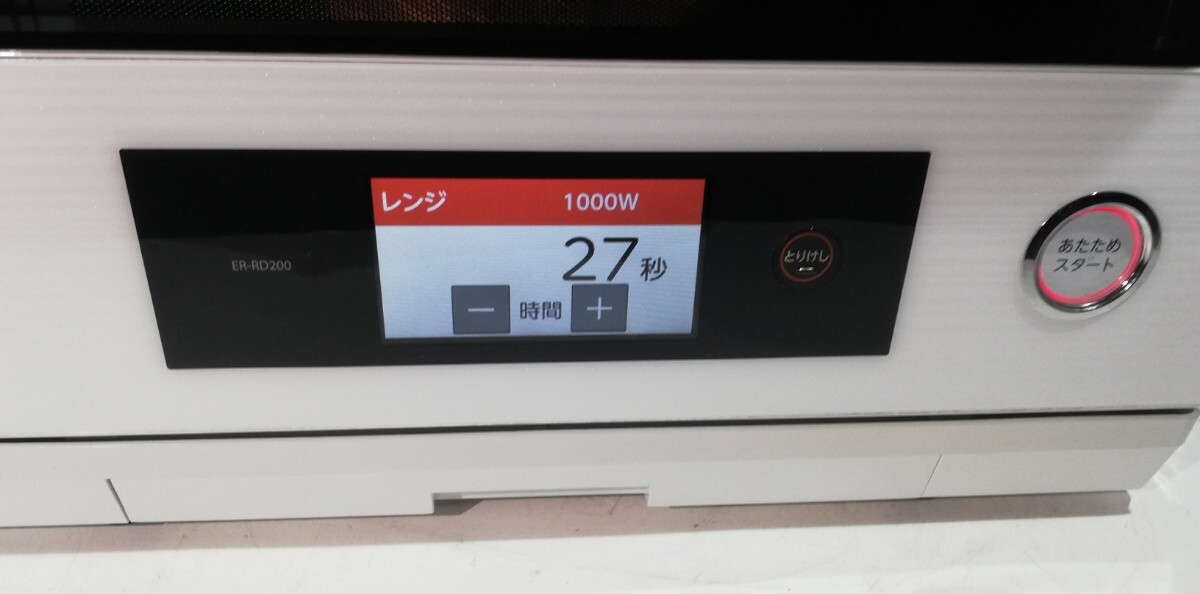 ER-RD200
レンジ 1000W
27秒
－ 時間 ＋
とりけし
あたため
スタート